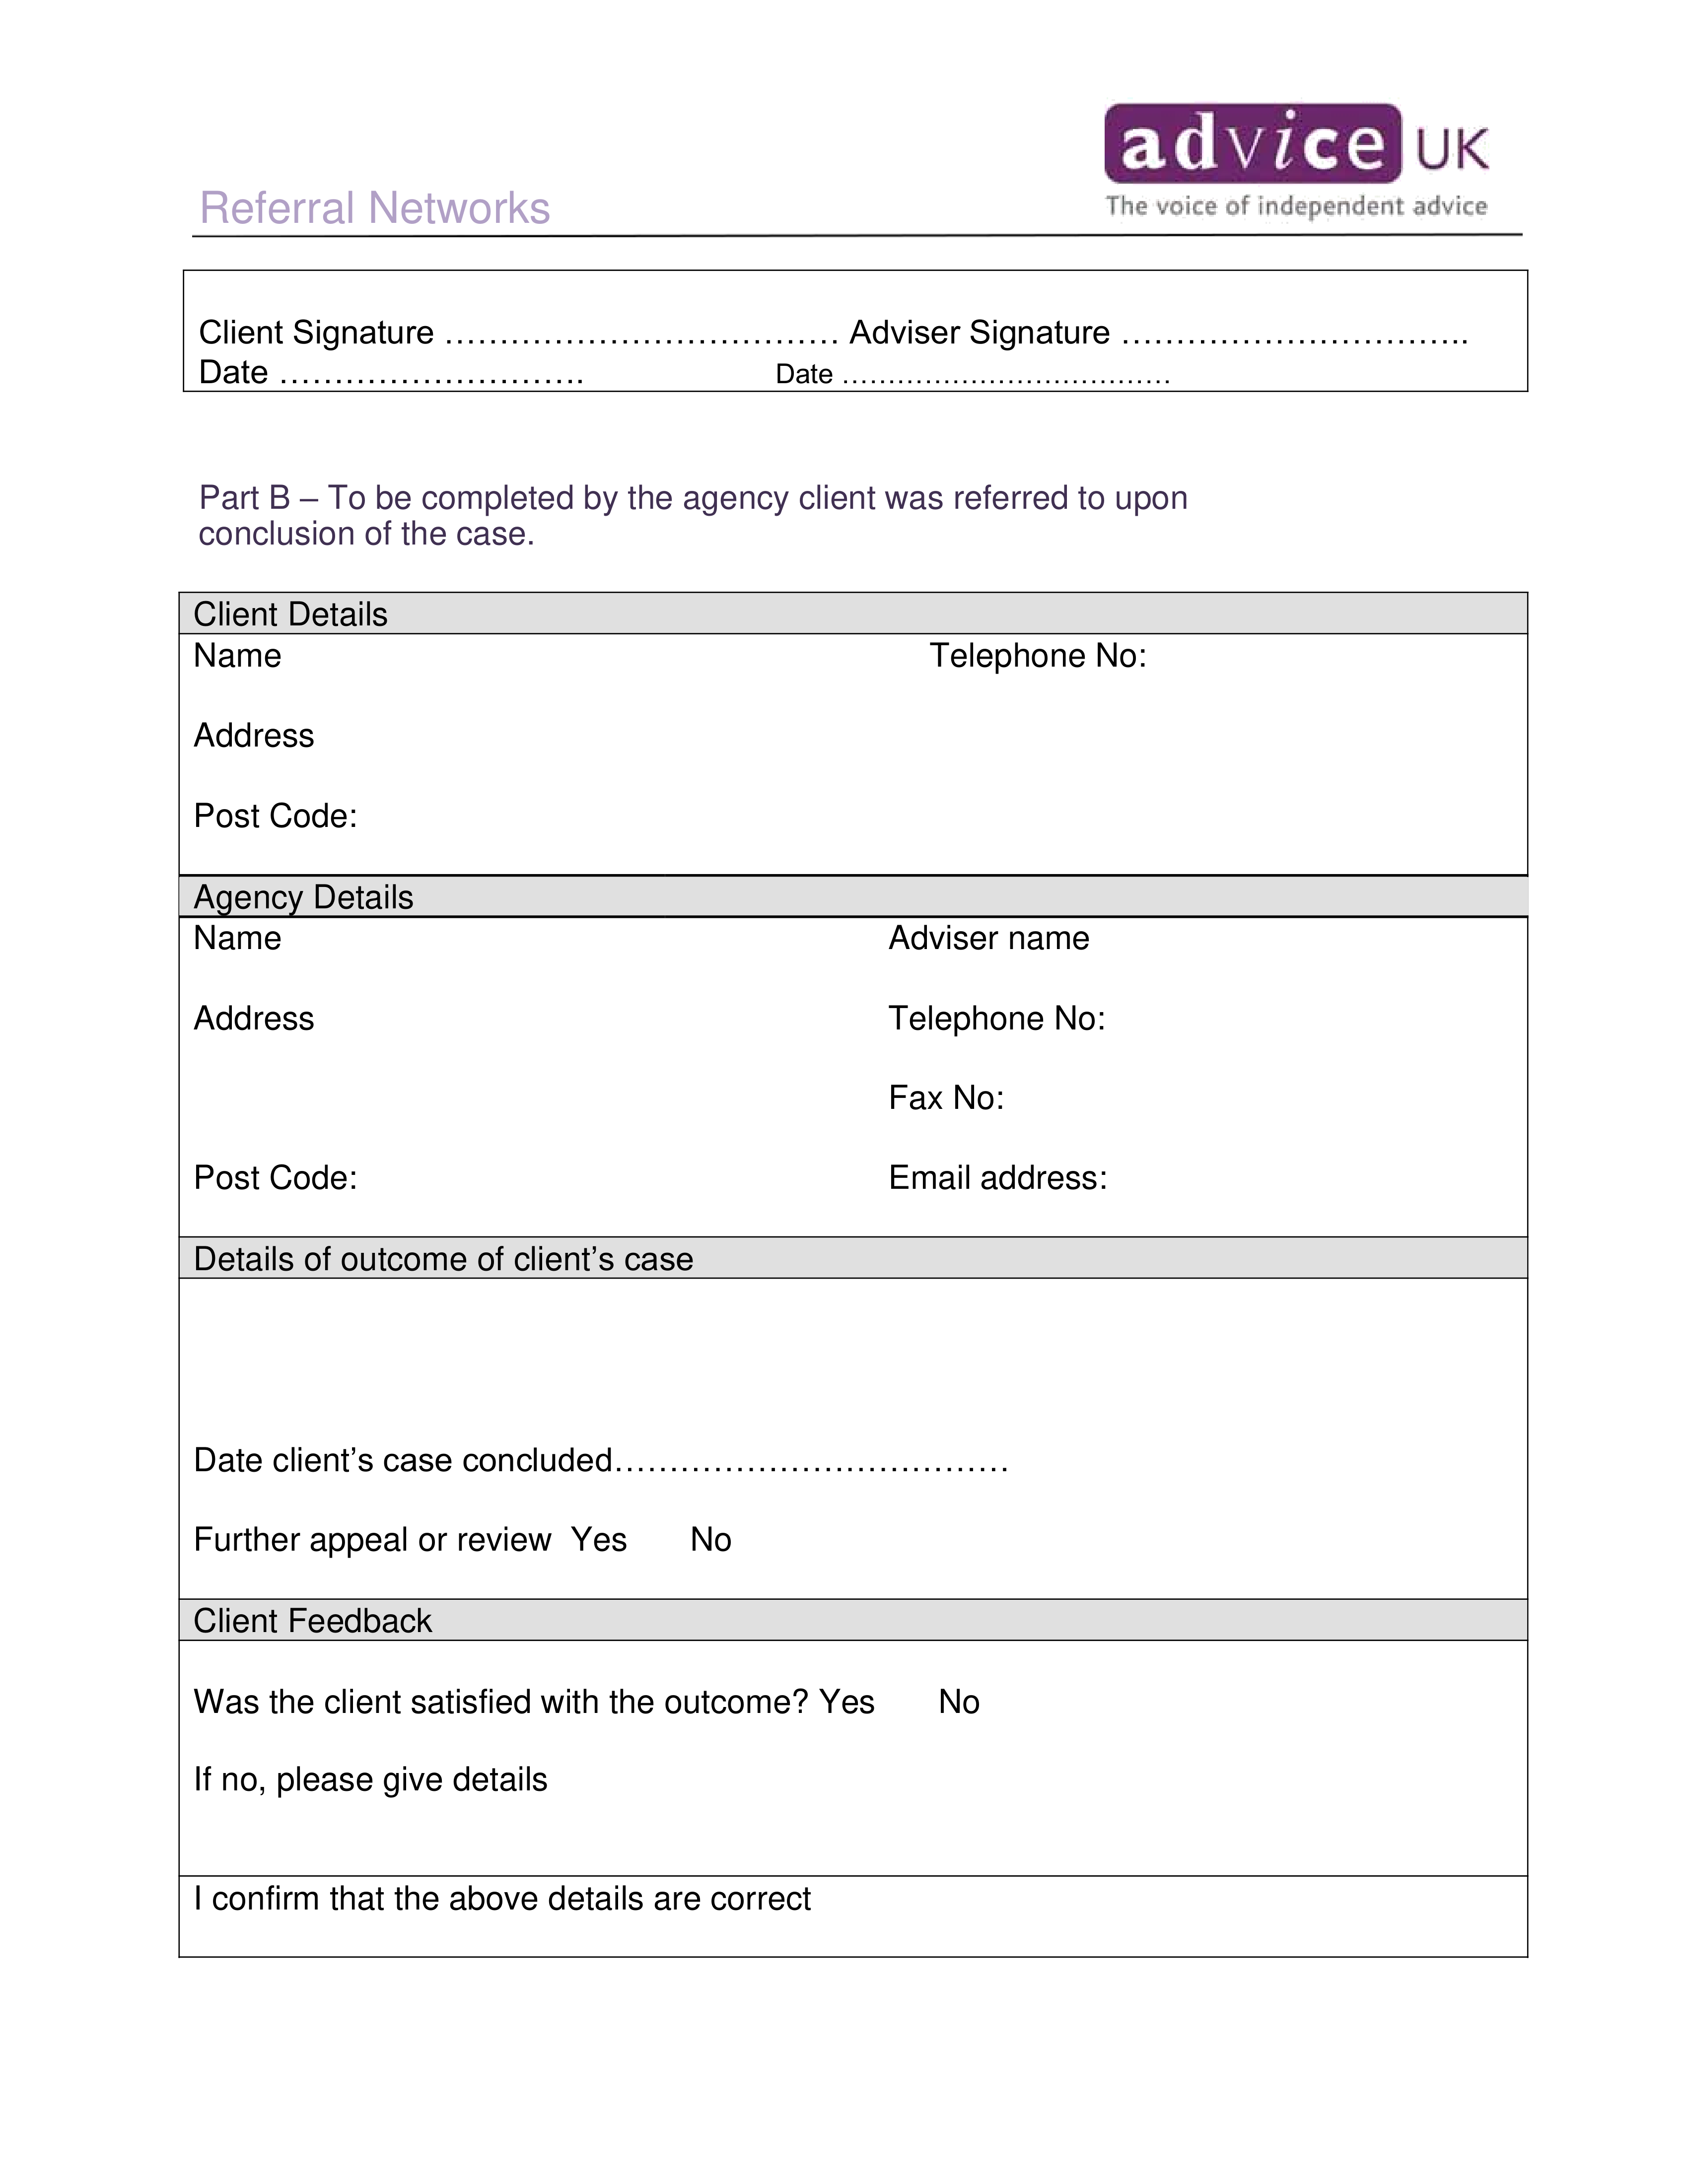 advice UK
The voice of independent advice
Referral Networks
Client Signature ……………………………… Adviser Signature …………………………..
Date ………………………. Date ………………………………
Part B – To be completed by the agency client was referred to upon
conclusion of the case.
Client Details
Name Telephone No:
Address
Post Code:
Agency Details
Name Adviser name
Address Telephone No:
Fax No:
Post Code: Email address:
Details of outcome of client’s case
Date client’s case concluded………………………………
Further appeal or review Yes No
Client Feedback
Was the client satisfied with the outcome? Yes No
If no, please give details
I confirm that the above details are correct